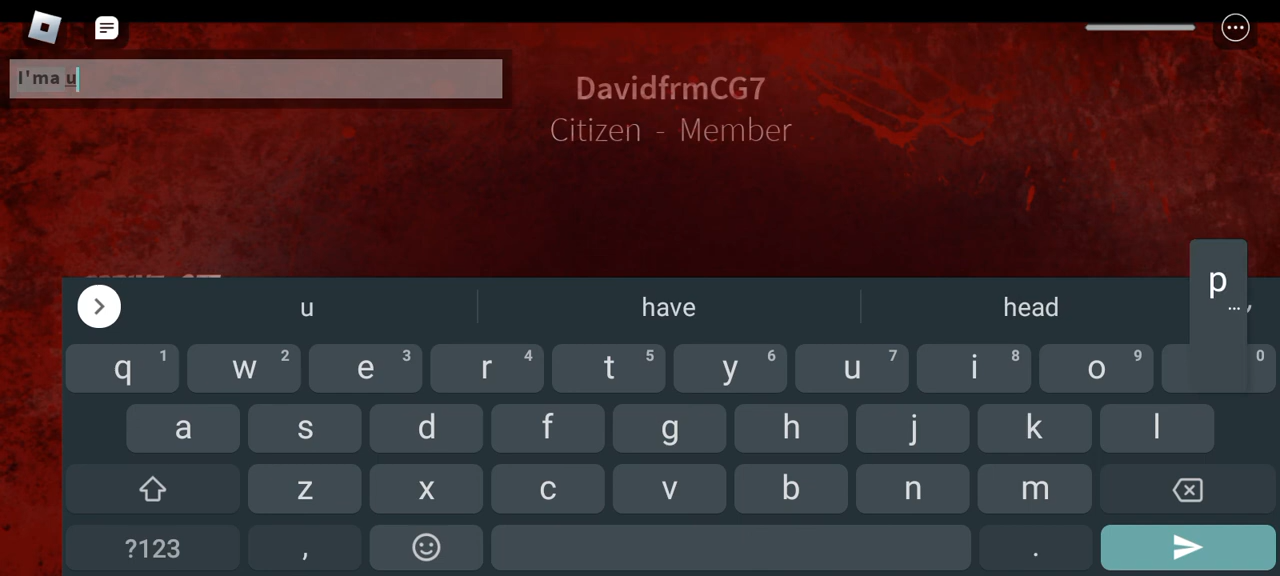 I'ma u
DavidfrmCG7
Citizen - Member
u have head
p
...
q 1 w 2 e 3 r 4 t 5 y 6 u 7 i 8 o 9 0
a s d f g h j k l
z x c v b n m
?123 , .